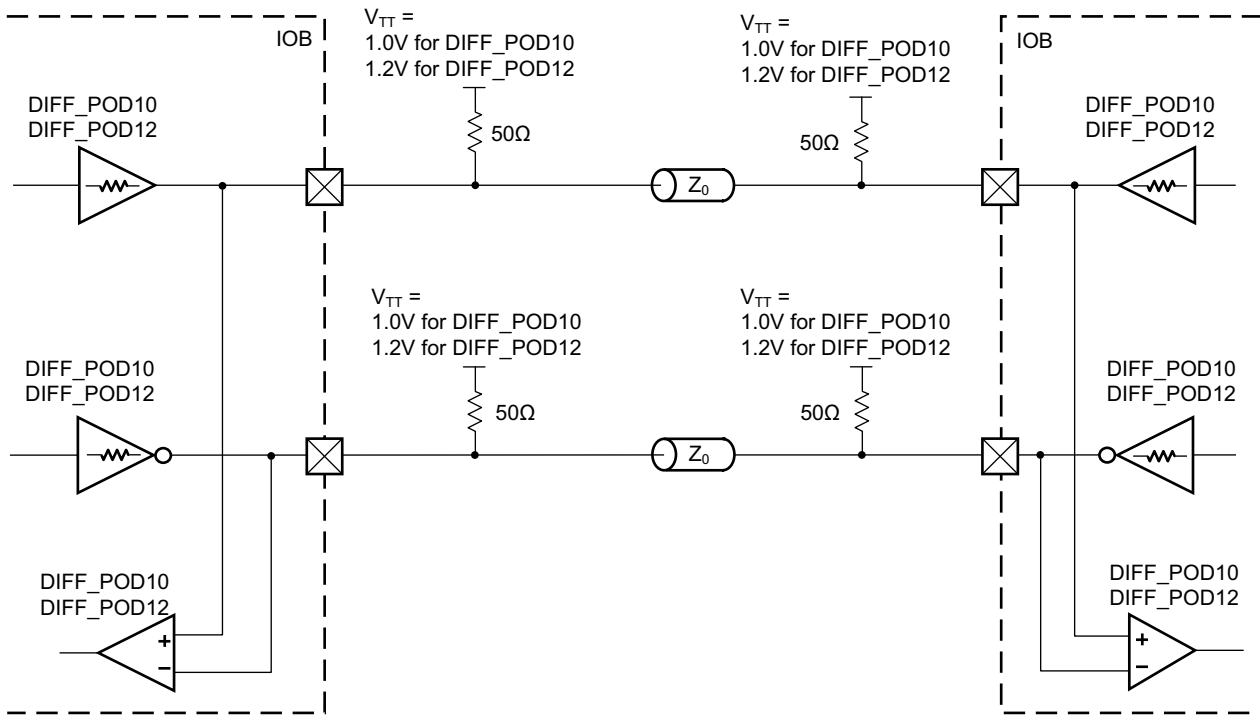 IOB
V_TT =
1.0V for DIFF_POD10
1.2V for DIFF_POD12
V_TT =
1.0V for DIFF_POD10
1.2V for DIFF_POD12
IOB
DIFF_POD10
DIFF_POD12
50Ω
50Ω
DIFF_POD10
DIFF_POD12
Z₀
V_TT =
1.0V for DIFF_POD10
1.2V for DIFF_POD12
V_TT =
1.0V for DIFF_POD10
1.2V for DIFF_POD12
DIFF_POD10
DIFF_POD12
50Ω
50Ω
DIFF_POD10
DIFF_POD12
Z₀
DIFF_POD10
DIFF_POD12
+
−
DIFF_POD10
DIFF_POD12
+
−